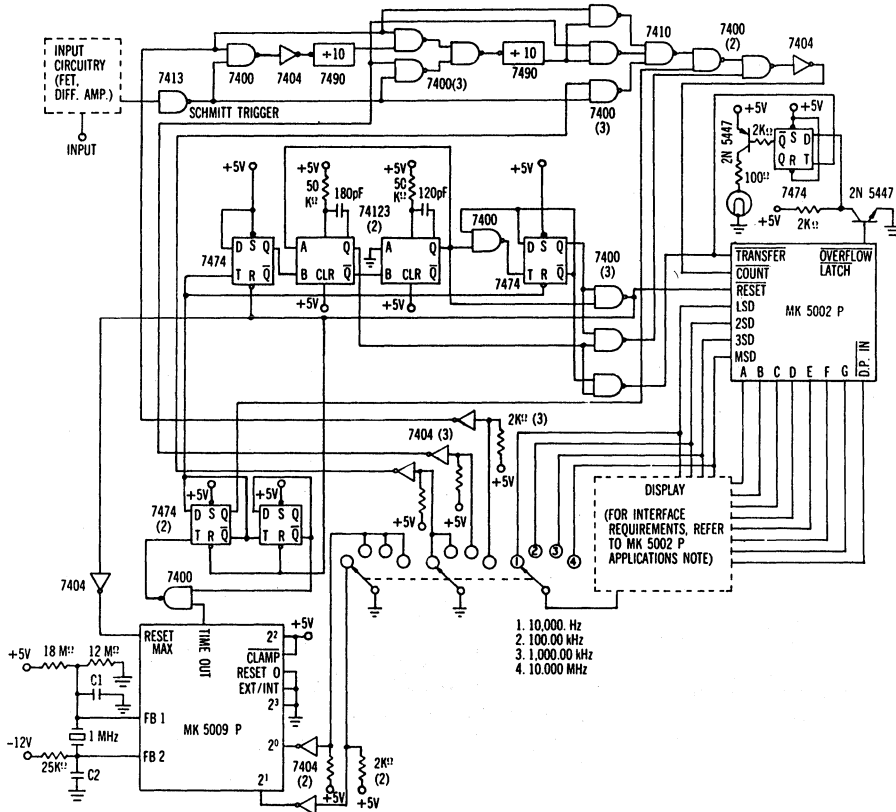 INPUT
CIRCUITRY
(FET,
DIFF. AMP.)
INPUT
7413
SCHMITT TRIGGER
7400
7404
÷10
7490
7400(3)
÷ 10
7490
7410
7400
(2)
7404
7400
(3)
+5V
+5V
2N 5447
2KΩ
100Ω
Q̅ S D
Q R T
7474
+5V
2KΩ
2N 5447
+5V
D S Q
T R Q̅
7474
+5V
50
KΩ
180pF
A Q
B CLR Q̅
+5V
74123
(2)
+5V
50
KΩ
120pF
A Q
B CLR Q̅
+5V
7400
+5V
D S Q
T R Q̅
7474
7400
(3)
TRANSFER
COUNT
RESET
LSD
2SD
3SD
MSD
OVERFLOW
LATCH
MK 5002 P
A B C D E F G D.P. IN
2KΩ (3)
+5V
7404 (3)
+5V
+5V
DISPLAY
(FOR INTERFACE
REQUIREMENTS, REFER
TO MK 5002 P
APPLICATIONS NOTE)
1 2 3 4
1. 10,000. Hz
2. 100.00 kHz
3. 1,000.00 kHz
4. 10.000 MHz
7474
(2)
+5V
D S Q
T R Q̅
+5V
S
R Q̅
7400
7404
RESET
MAX
TIME OUT
2²
+5V
CLAMP
RESET 0
EXT/INT
2³
MK 5009 P
FB 1
FB 2
2⁰
2¹
+5V
18 MΩ
12 MΩ
C1
1 MHz
-12V
25KΩ
C2
7404
(2)
+5V
2KΩ
(2)
+5V